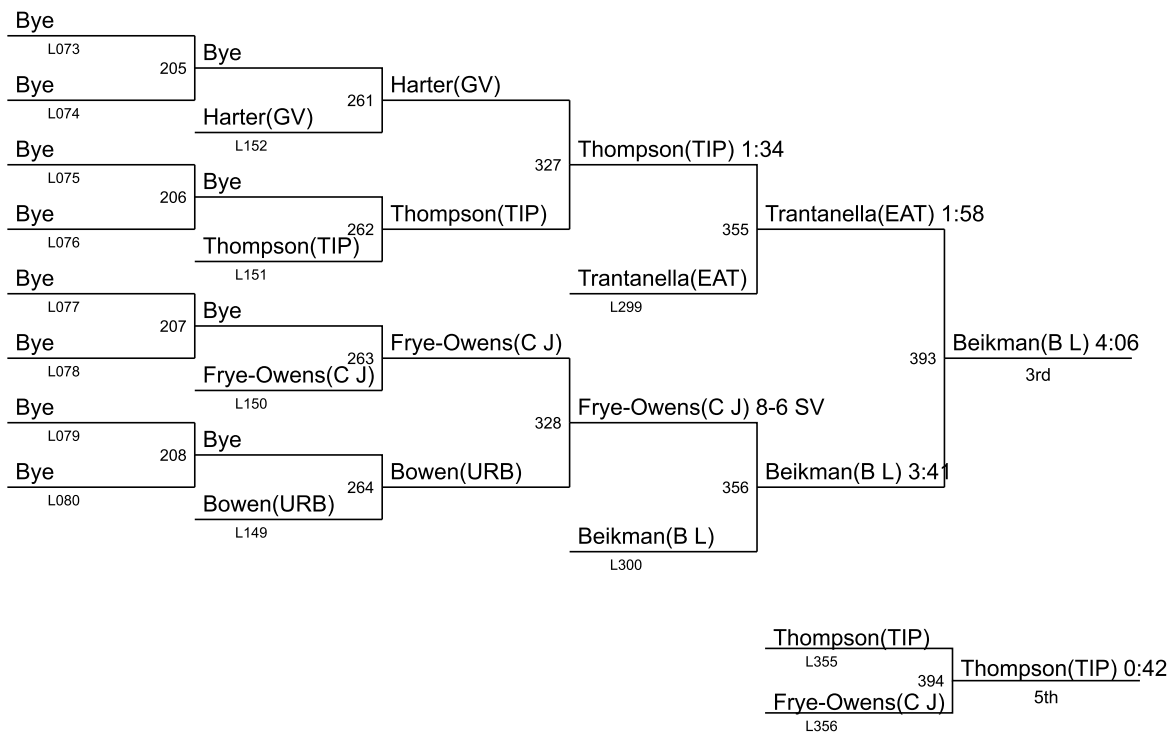 Bye
L073
205
Bye
Bye
L074
261
Harter(GV)
Harter(GV)
L152
Bye
L075
327
Thompson(TIP) 1:34
206
Bye
Bye
L076
262
Thompson(TIP)
Thompson(TIP)
L151
355
Trantanella(EAT) 1:58
Trantanella(EAT)
L299
Bye
L077
207
Bye
Bye
L078
263
Frye-Owens(C J)
Frye-Owens(C J)
L150
393
Beikman(B L) 4:06
3rd
Bye
L079
328
Frye-Owens(C J) 8-6 SV
208
Bye
Bye
L080
264
Bowen(URB)
Bowen(URB)
L149
356
Beikman(B L) 3:41
Beikman(B L)
L300
Thompson(TIP)
L355
394
Thompson(TIP) 0:42
5th
Frye-Owens(C J)
L356